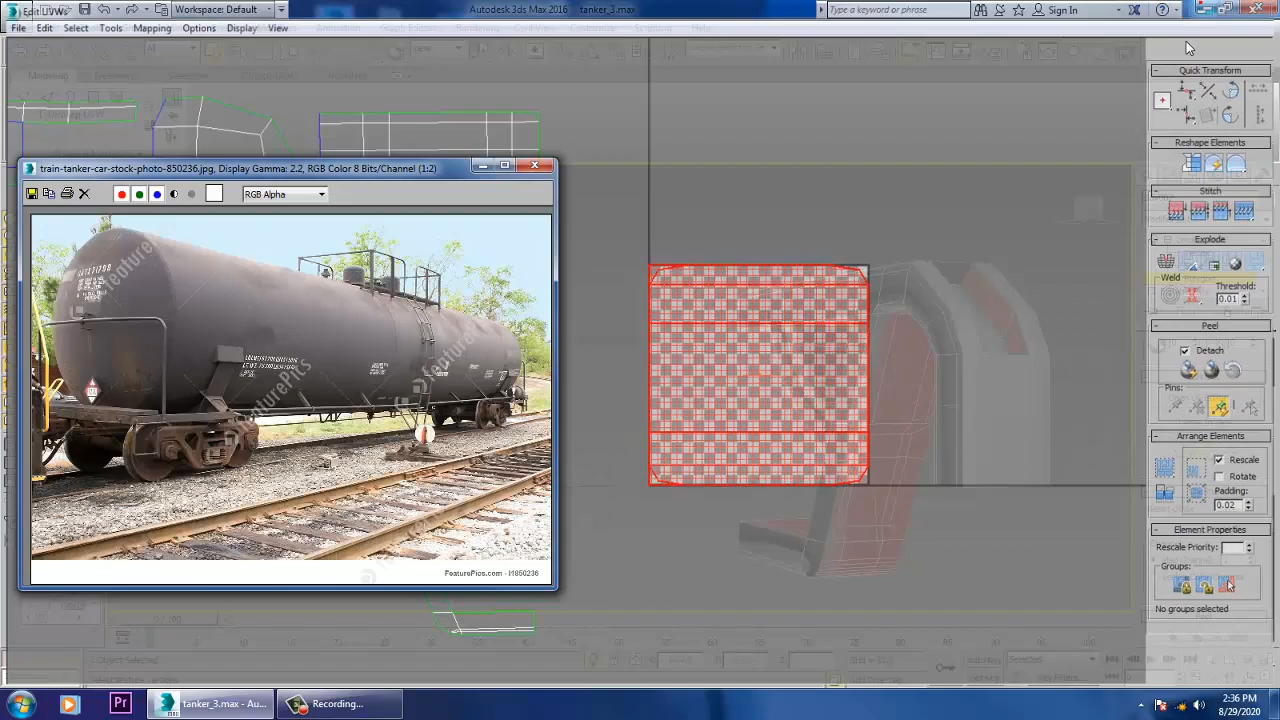 Edit UVWs
Workspace: Default
Autodesk 3ds Max 2016 tanker_3.max
Type a keyword or phrase
Sign In
File Edit Select Tools Mapping Options Display View
Quick Transform
Reshape Elements
Stitch
Explode
Weld
Threshold:
0.01
Peel
Detach
Pins:
Arrange Elements
Rescale
Rotate
Padding:
0.02
Element Properties
Rescale Priority:
Groups:
No groups selected
train-tanker-car-stock-photo-850236.jpg, Display Gamma: 2.2, RGB Color 8 Bits/Channel (1:2)
RGB Alpha
FeaturePics.com - I1850236
tanker_3.max - Au...
Recording...
2:36 PM
8/29/2020